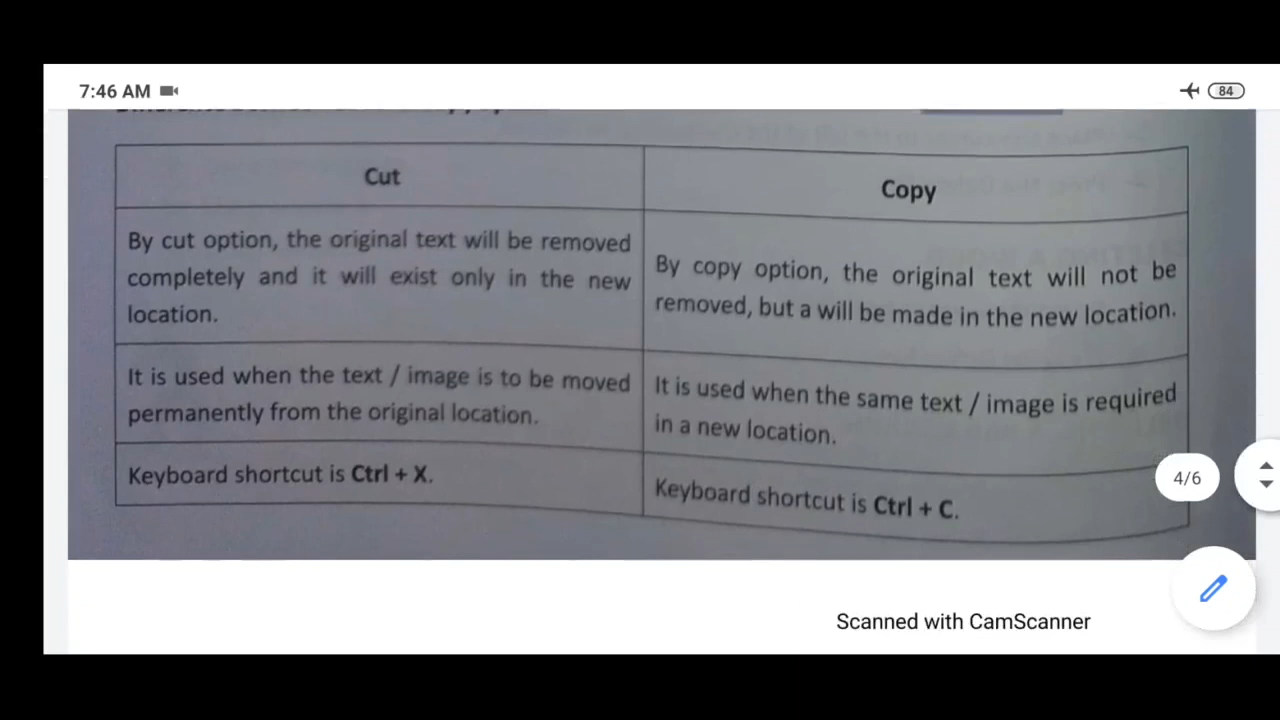 7:46 AM
84
Cut
Copy
By cut option, the original text will be removed
completely and it will exist only in the new
location.
By copy option, the original text will not be
removed, but a will be made in the new location.
It is used when the text / image is to be moved
permanently from the original location.
It is used when the same text / image is required
in a new location.
Keyboard shortcut is Ctrl + X.
Keyboard shortcut is Ctrl + C.
4/6
Scanned with CamScanner